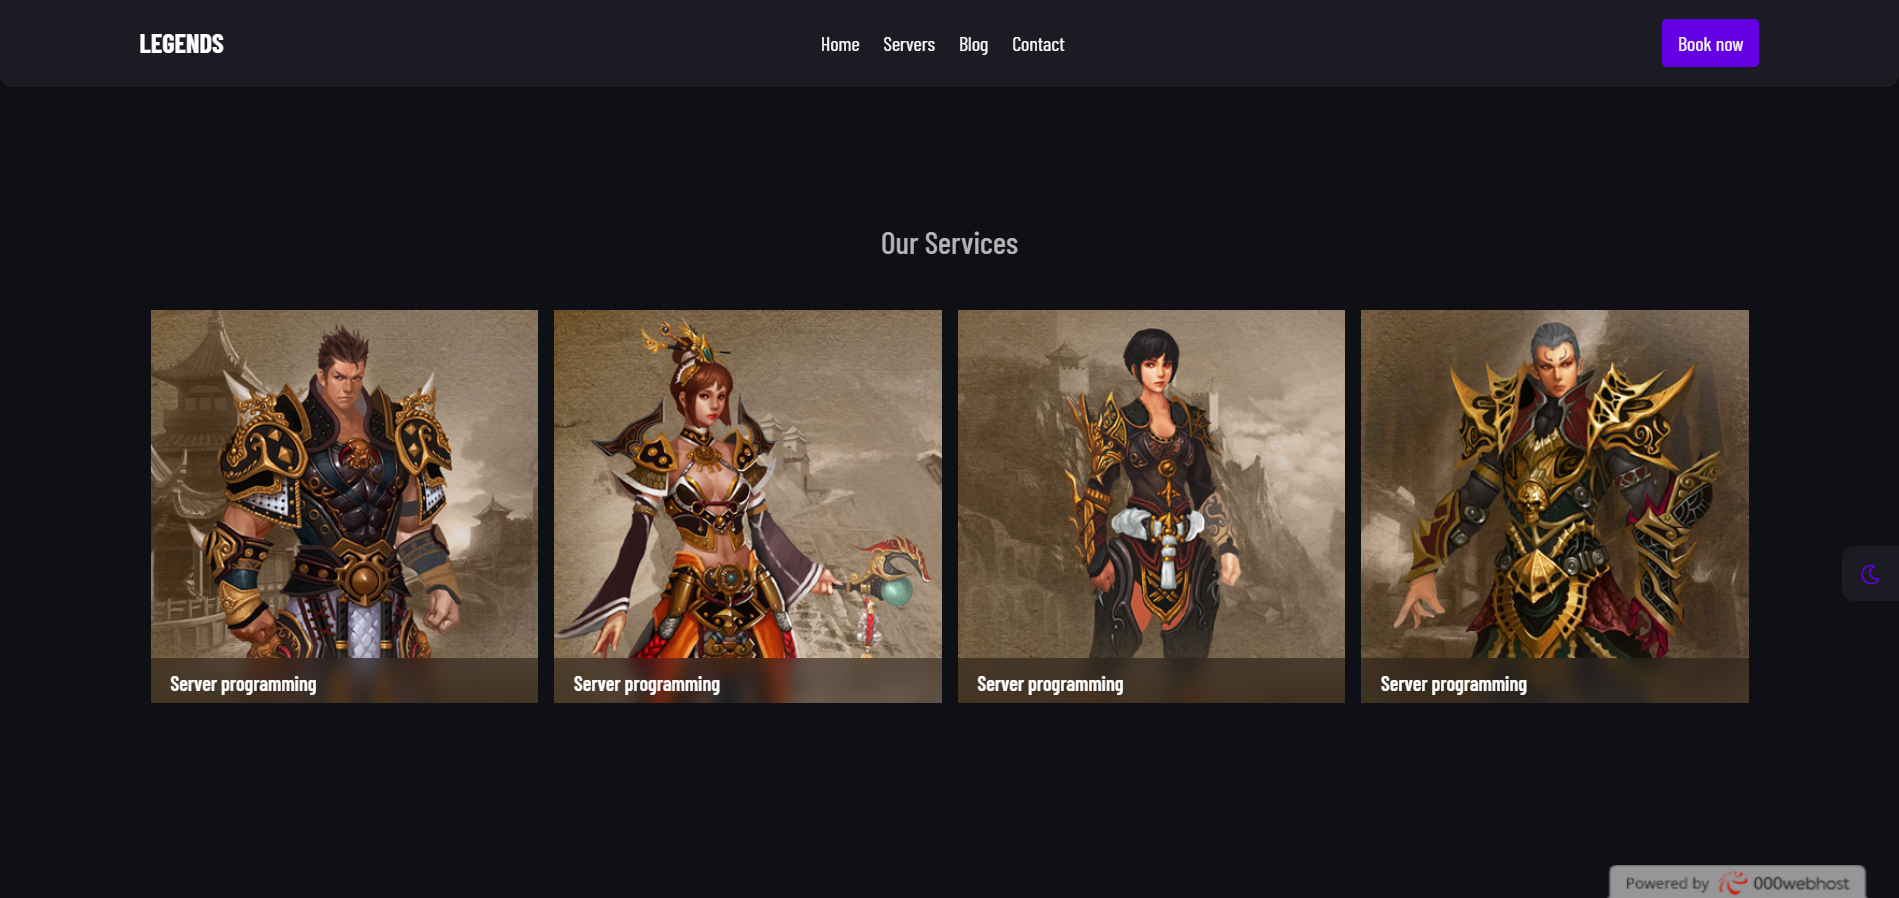 LEGENDS
Home Servers Blog Contact
Book now
Our Services
Server programming
Server programming
Server programming
Server programming
Powered by 000webhost